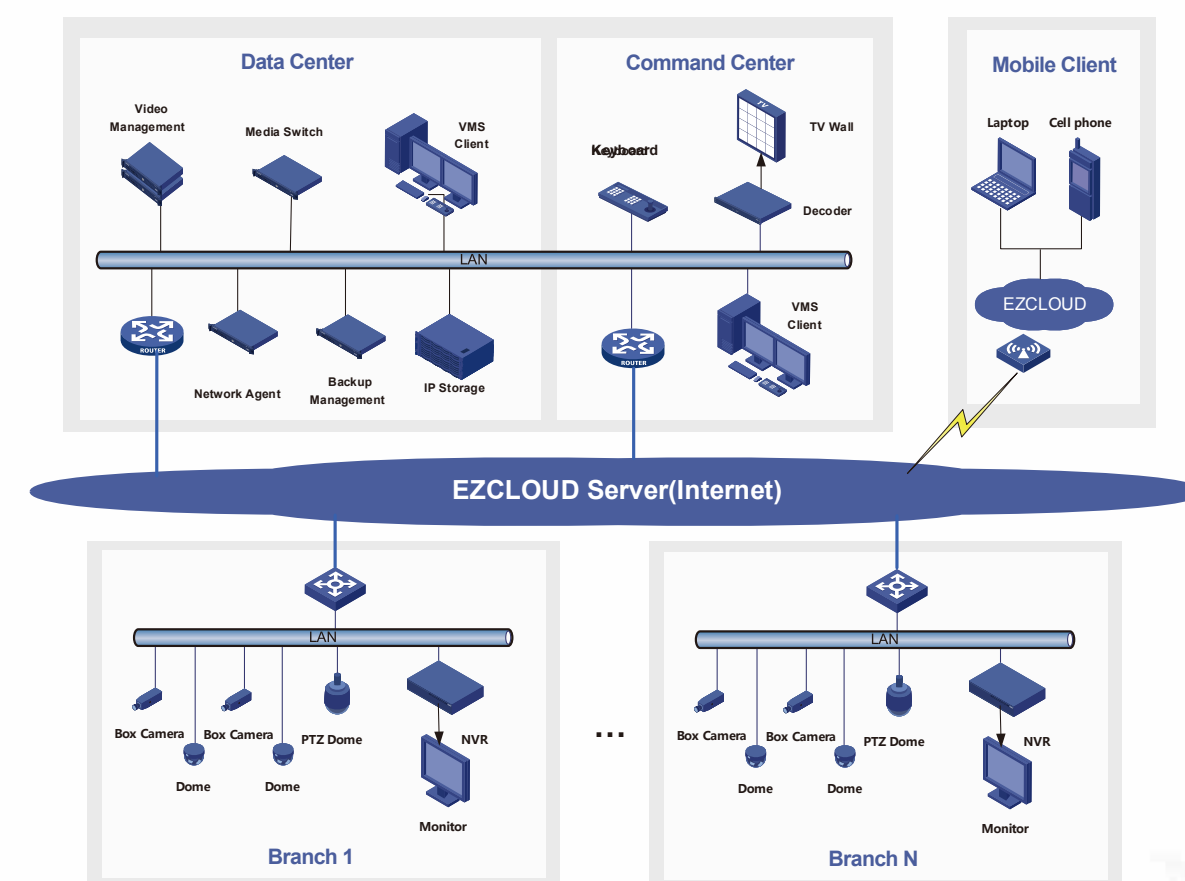 Data Center
Command Center
Mobile Client
Video
Management
Media Switch
VMS
Client
Keyboard
TV
TV Wall
Decoder
Laptop
Cell phone
LAN
EZCLOUD
ROUTER
Network Agent
Backup
Management
IP Storage
ROUTER
VMS
Client
EZCLOUD Server(Internet)
LAN
Box Camera
Box Camera
PTZ Dome
NVR
Dome
Dome
Monitor
Branch 1
...
LAN
Box Camera
Box Camera
PTZ Dome
NVR
Dome
Dome
Monitor
Branch N